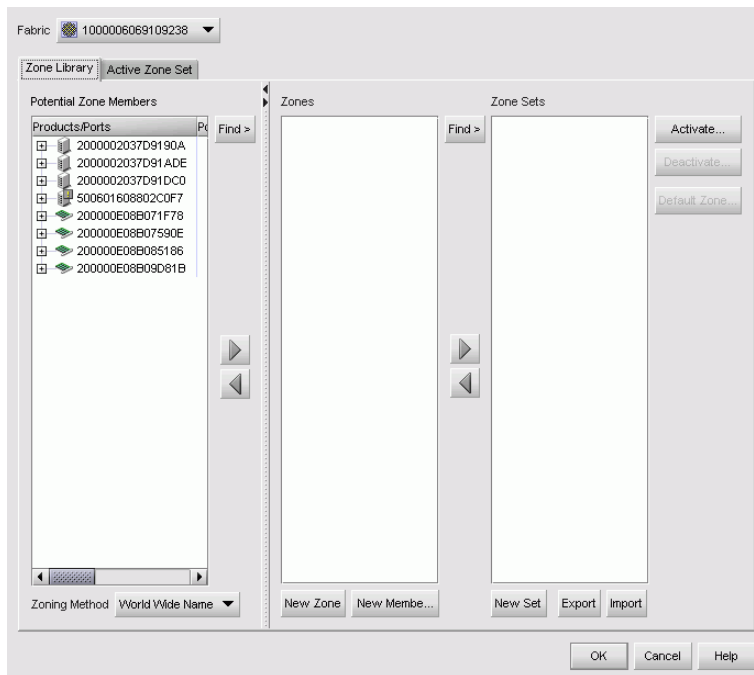 Fabric 1000006069109238
Zone Library Active Zone Set
Potential Zone Members
Products/Ports Po
2000002037D9190A
2000002037D91ADE
2000002037D91DC0
500601608802C0F7
200000E08B071F78
200000E08B07590E
200000E08B085186
200000E08B09D81B
Zoning Method World Wide Name
Find >
Zones
New Zone New Membe...
Find >
Zone Sets
New Set Export Import
Activate...
Deactivate...
Default Zone...
OK Cancel Help